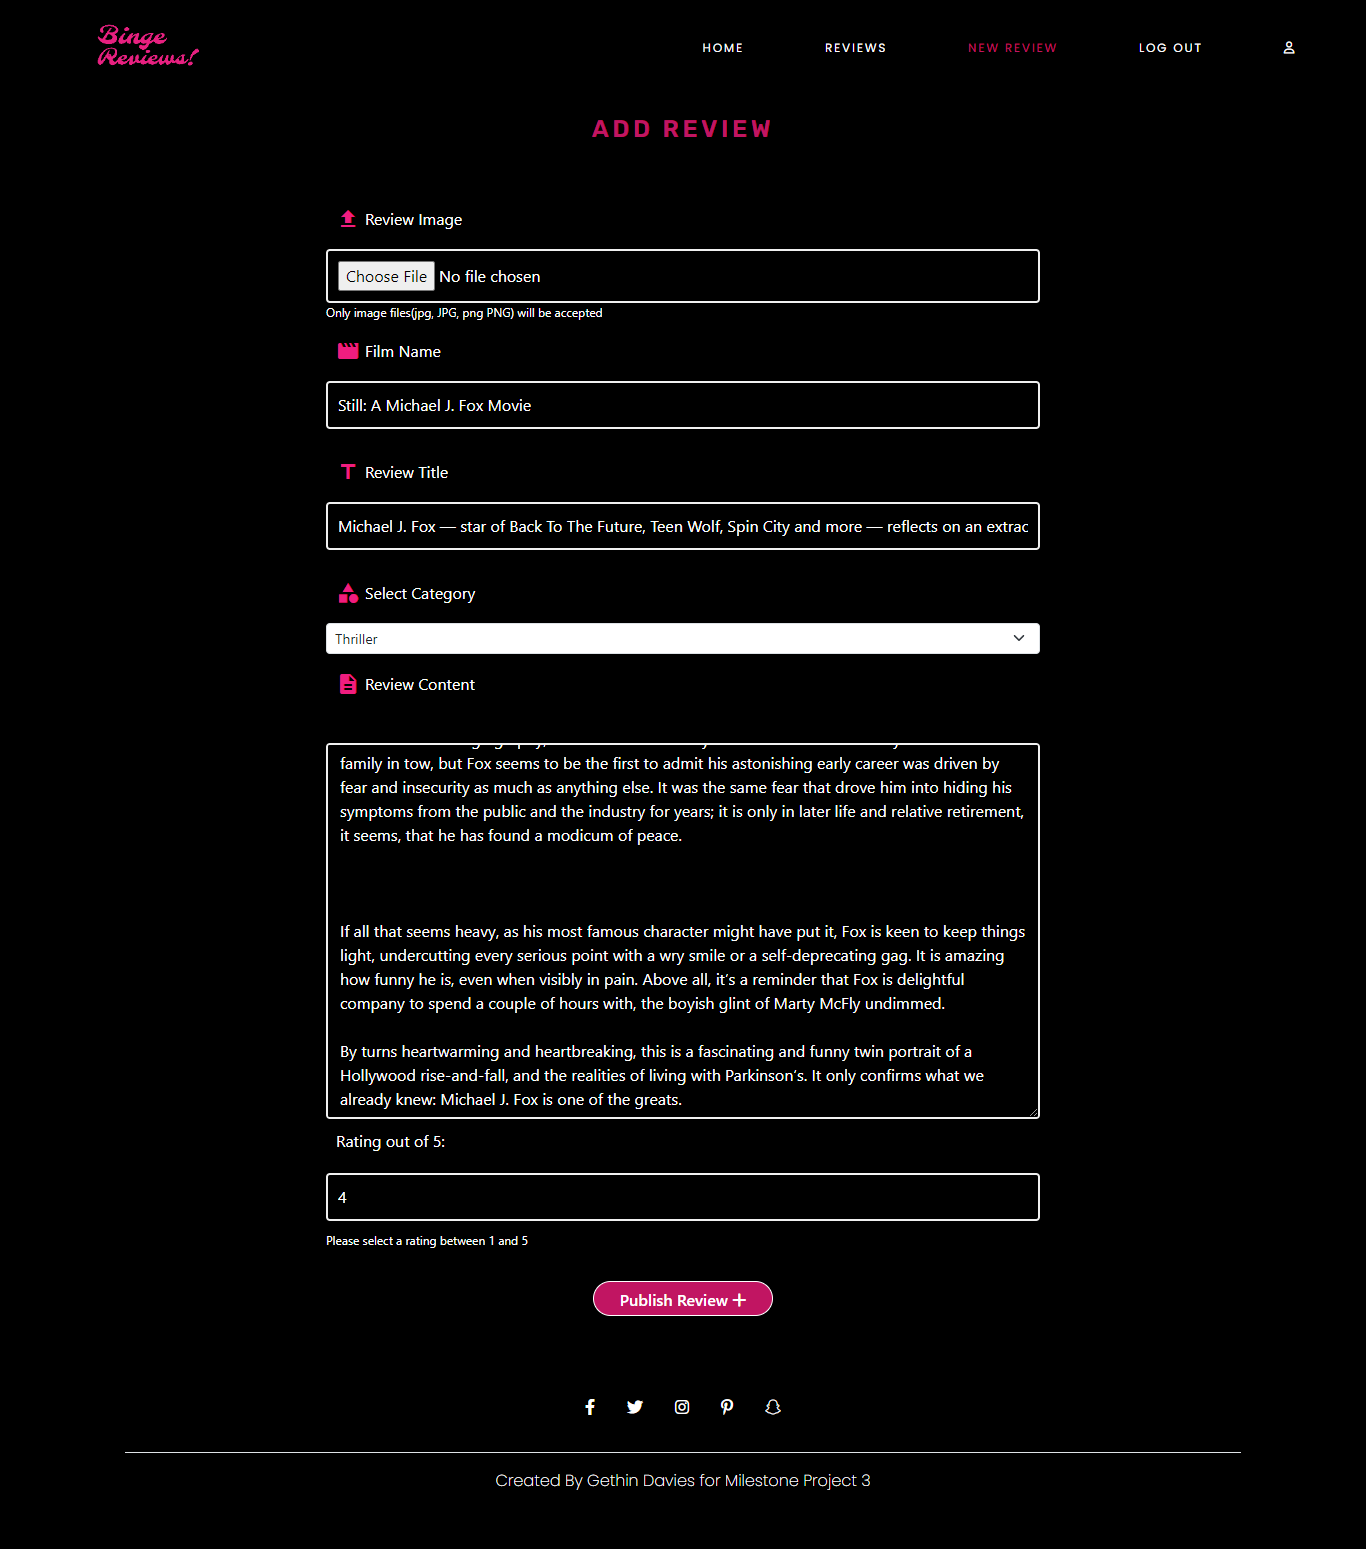 Binge
Reviews!
HOME REVIEWS NEW REVIEW LOG OUT
ADD REVIEW
Review Image
Choose File No file chosen
Only image files(jpg, JPG, png PNG) will be accepted
Film Name
Still: A Michael J. Fox Movie
Review Title
Michael J. Fox — star of Back To The Future, Teen Wolf, Spin City and more — reflects on an extrac
Select Category
Thriller
Review Content
family in tow, but Fox seems to be the first to admit his astonishing early career was driven by
fear and insecurity as much as anything else. It was the same fear that drove him into hiding his
symptoms from the public and the industry for years; it is only in later life and relative retirement,
it seems, that he has found a modicum of peace.
If all that seems heavy, as his most famous character might have put it, Fox is keen to keep things
light, undercutting every serious point with a wry smile or a self-deprecating gag. It is amazing
how funny he is, even when visibly in pain. Above all, it’s a reminder that Fox is delightful
company to spend a couple of hours with, the boyish glint of Marty McFly undimmed.
By turns heartwarming and heartbreaking, this is a fascinating and funny twin portrait of a
Hollywood rise-and-fall, and the realities of living with Parkinson’s. It only confirms what we
already knew: Michael J. Fox is one of the greats.
Rating out of 5:
4
Please select a rating between 1 and 5
Publish Review +
Created By Gethin Davies for Milestone Project 3